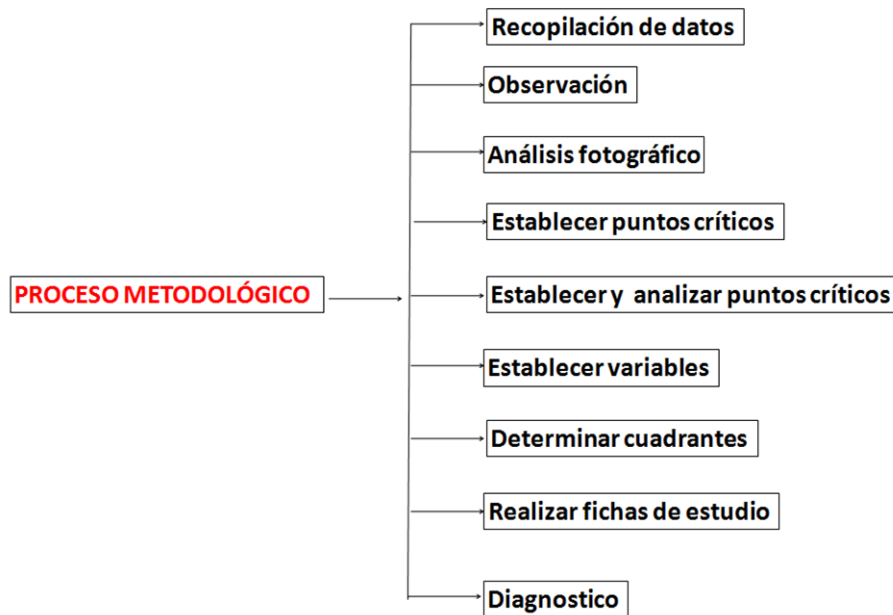 Recopilación de datos
Observación
Análisis fotográfico
Establecer puntos críticos
PROCESO METODOLÓGICO
Establecer y analizar puntos críticos
Establecer variables
Determinar cuadrantes
Realizar fichas de estudio
Diagnostico